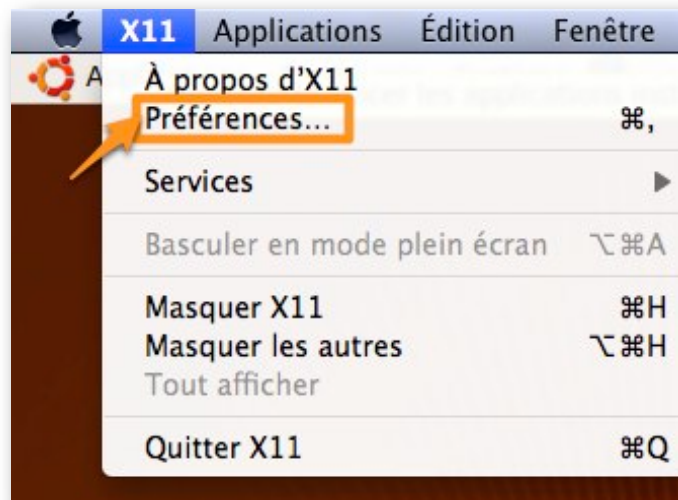 X11 Applications Édition Fenêtre
À propos d’X11
Préférences... ⌘,
Services
Basculer en mode plein écran ⌥⌘A
Masquer X11 ⌘H
Masquer les autres ⌥⌘H
Tout afficher
Quitter X11 ⌘Q